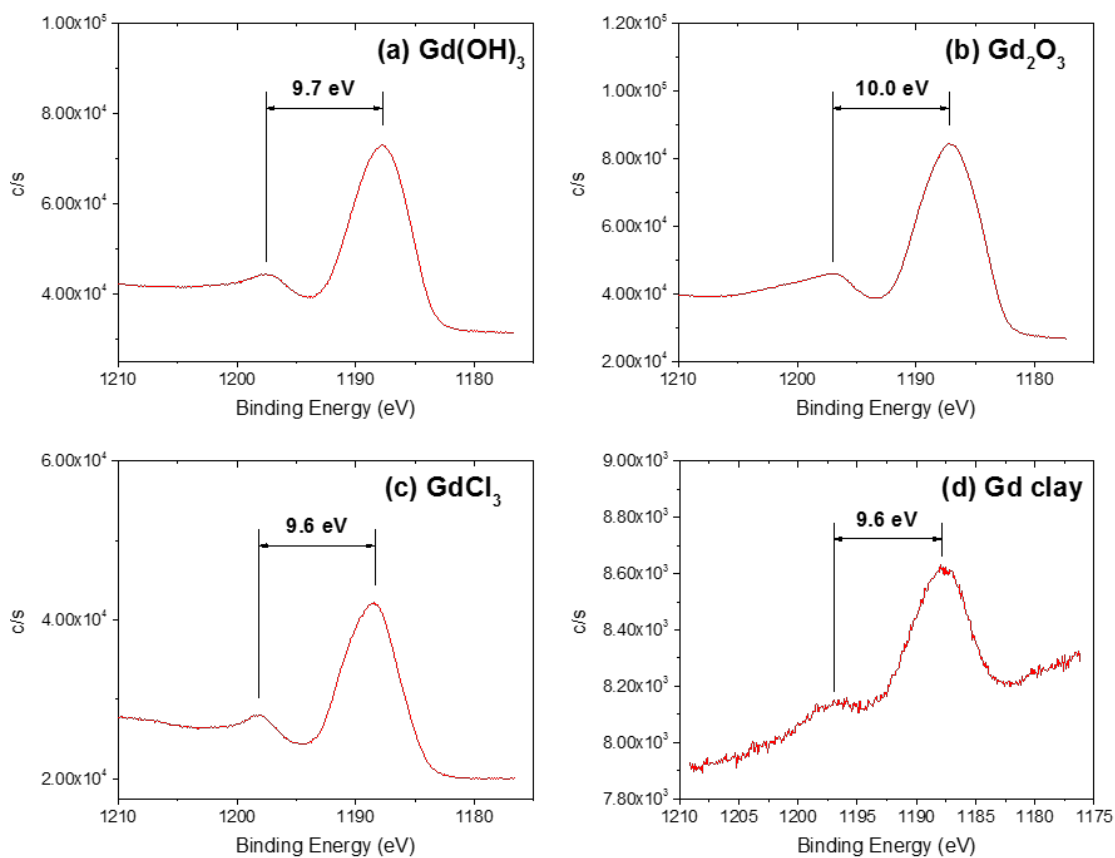 (a) Gd(OH)3
9.7 eV
1.00x10^5
8.00x10^4
6.00x10^4
4.00x10^4
c/s
1210 1200 1190 1180
Binding Energy (eV)
(b) Gd2O3
10.0 eV
1.20x10^5
1.00x10^5
8.00x10^4
6.00x10^4
4.00x10^4
2.00x10^4
c/s
1210 1200 1190 1180
Binding Energy (eV)
(c) GdCl3
9.6 eV
6.00x10^4
4.00x10^4
2.00x10^4
c/s
1210 1200 1190 1180
Binding Energy (eV)
(d) Gd clay
9.6 eV
9.00x10^3
8.80x10^3
8.60x10^3
8.40x10^3
8.20x10^3
8.00x10^3
7.80x10^3
c/s
1210 1205 1200 1195 1190 1185 1180 1175
Binding Energy (eV)